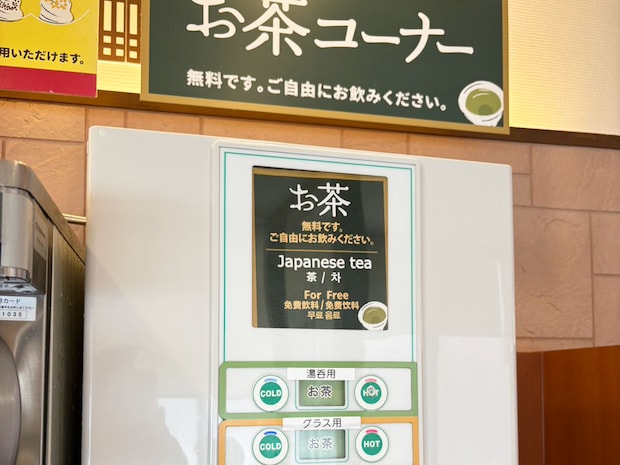 用いただけます。
お茶コーナー
無料です。ご自由にお飲みください。
お茶
無料です。
ご自由にお飲みください。
Japanese tea
茶 / 차
For Free
免費飲料 / 免费饮料
무료 음료
湯呑用
COLD お茶 HOT
グラス用
COLD お茶 HOT
1035